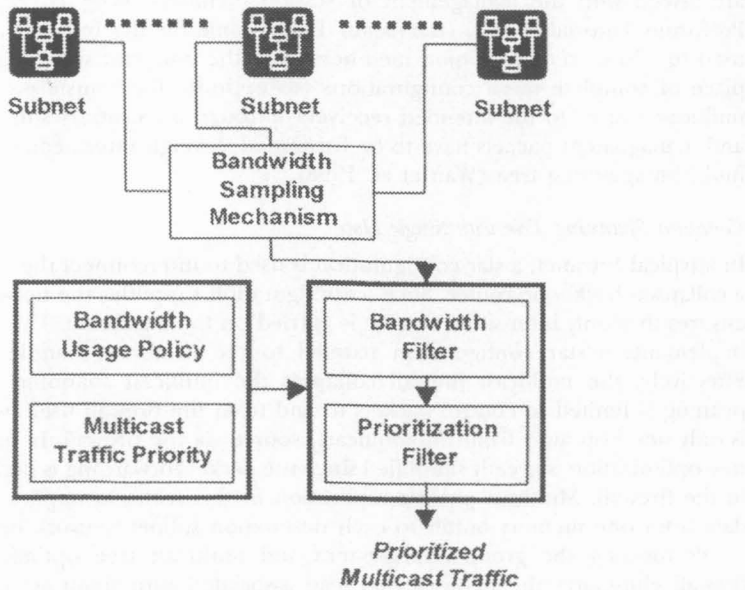 Subnet
Subnet
Subnet
Bandwidth
Sampling
Mechanism
Bandwidth
Usage Policy
Multicast
Traffic Priority
Bandwidth
Filter
Prioritization
Filter
Prioritized
Multicast Traffic